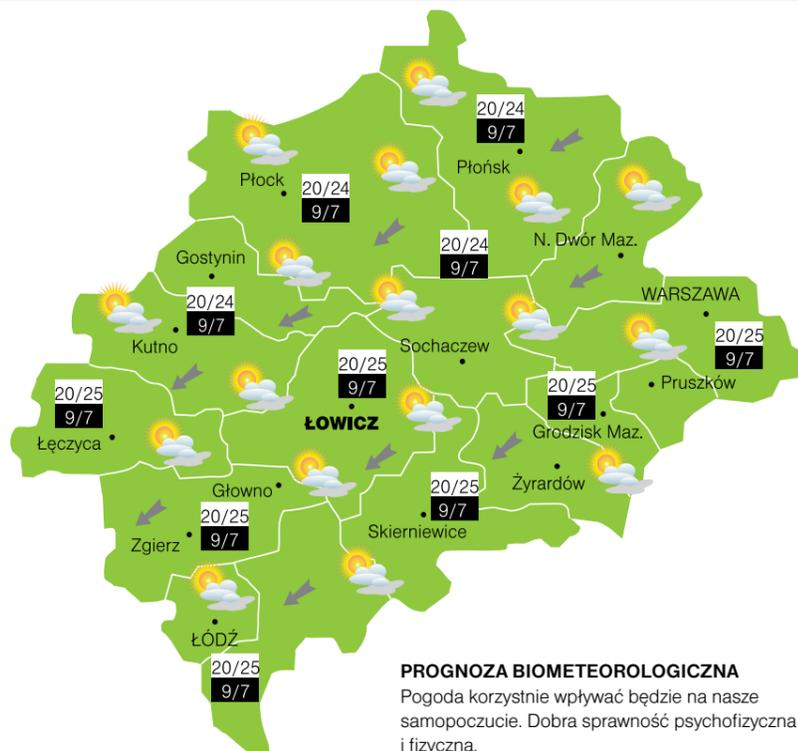 20/24
9/7
Płońsk
Płock
20/24
9/7
20/24
9/7
N. Dwór Maz.
Gostynin
WARSZAWA
20/24
9/7
Kutno
Sochaczew
20/25
9/7
20/25
9/7
20/25
9/7
Pruszków
20/25
9/7
ŁOWICZ
Grodzisk Maz.
Łęczyca
Głowno
Żyrardów
20/25
9/7
Skierniewice
20/25
9/7
Zgierz
ŁÓDŹ
20/25
9/7
PROGNOZA BIOMETEOROLOGICZNA
Pogoda korzystnie wpływać będzie na nasze
samopoczucie. Dobra sprawność psychofizyczna
i fizyczna.